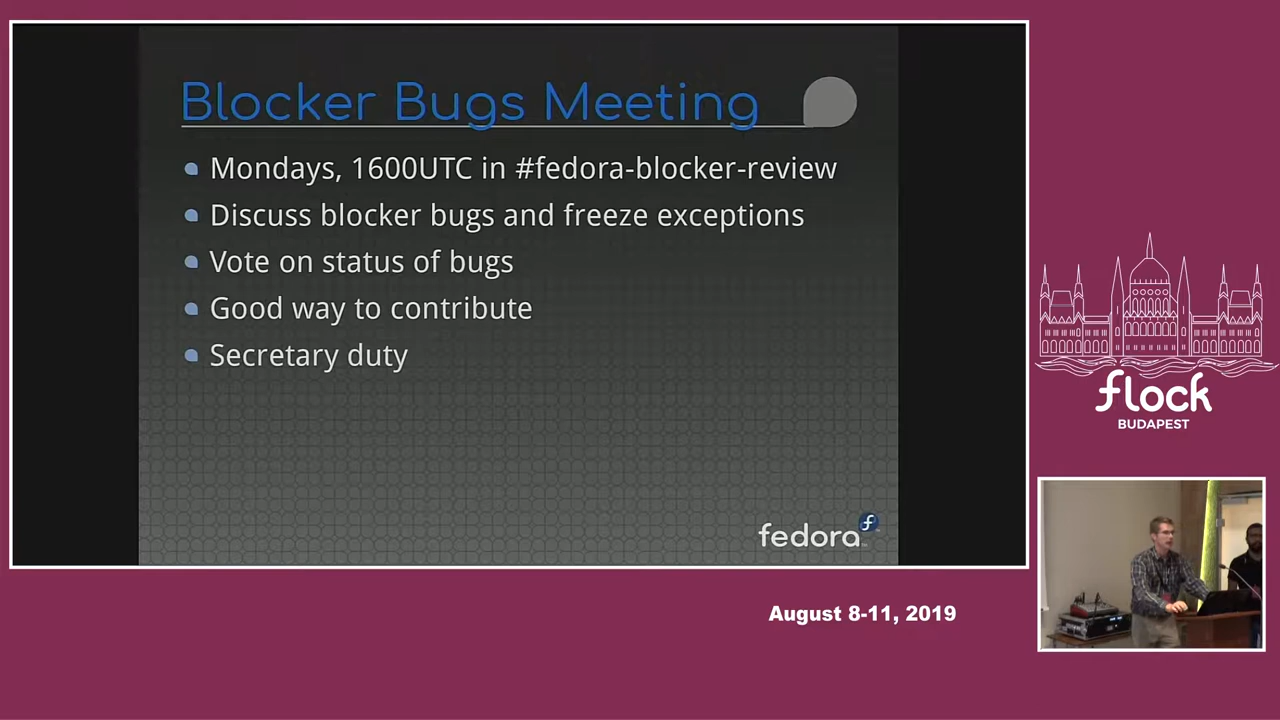 Blocker Bugs Meeting
Mondays, 1600UTC in #fedora-blocker-review
Discuss blocker bugs and freeze exceptions
Vote on status of bugs
Good way to contribute
Secretary duty
fedora
flock
BUDAPEST
August 8-11, 2019